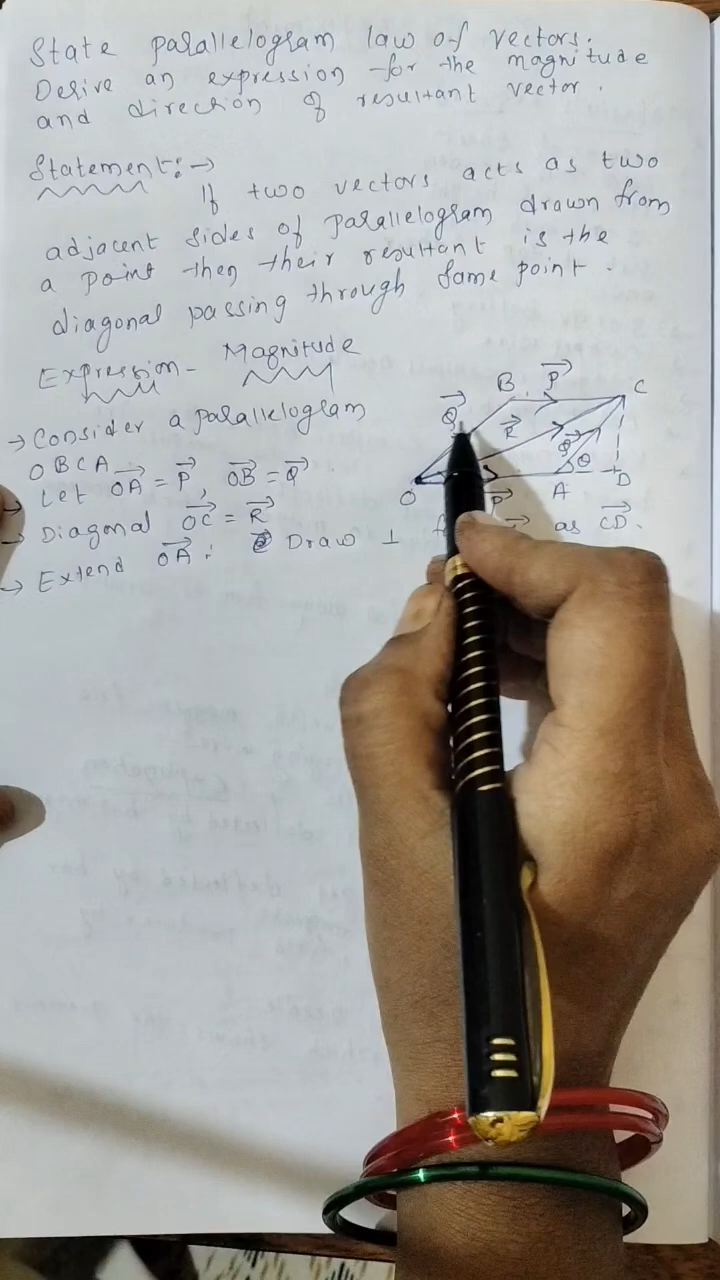 State parallelogram law of vectors.
Derive an expression for the magnitude
and direction of resultant vector.
Statement:→
If two vectors acts as two
adjacent sides of parallelogram drawn from
a point then their resultant is the
diagonal passing through same point.
Expression- Magnitude
→ Consider a parallelogram
OBCA.
→ Let OA⃗ = P⃗, OB⃗ = Q⃗
→ Diagonal OC⃗ = R⃗
→ Extend OA⃗. Draw ⊥ as CD⃗.
B P⃗ C
Q⃗ R⃗ Q⃗ θ
O P⃗ A D